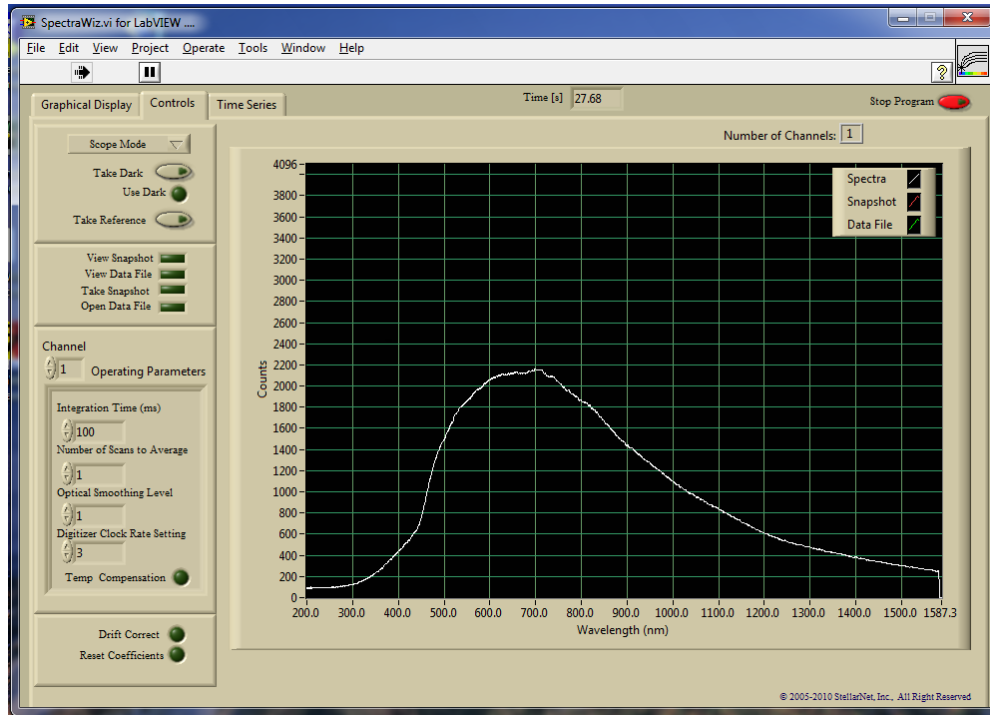 SpectraWiz.vi for LabVIEW ....
File Edit View Project Operate Tools Window Help
Graphical Display Controls Time Series
Time [s] 27.68
Stop Program
Number of Channels: 1
Scope Mode
Take Dark
Use Dark
Take Reference
View Snapshot
View Data File
Take Snapshot
Open Data File
Channel
1 Operating Parameters
Integration Time (ms)
100
Number of Scans to Average
1
Optical Smoothing Level
1
Digitizer Clock Rate Setting
3
Temp Compensation
Drift Correct
Reset Coefficients
Spectra
Snapshot
Data File
4096
3800
3600
3400
3200
3000
2800
2600
2400
2200
2000
1800
1600
1400
1200
1000
800
600
400
200
0
Counts
200.0 300.0 400.0 500.0 600.0 700.0 800.0 900.0 1000.0 1100.0 1200.0 1300.0 1400.0 1500.0 1587.3
Wavelength (nm)
© 2005-2010 StellarNet, Inc., All Right Reserved